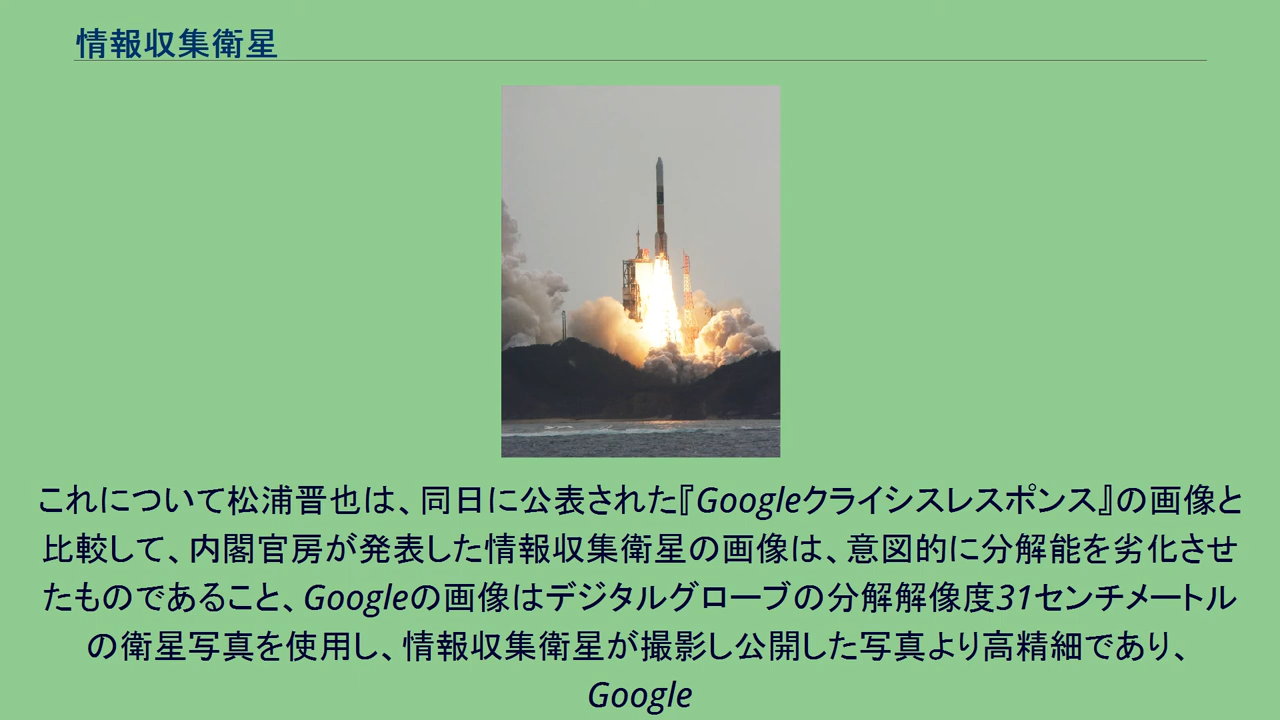 情報収集衛星
これについて松浦晋也は、同日に公表された『Googleクライシスレスポンス』の画像と
比較して、内閣官房が発表した情報収集衛星の画像は、意図的に分解能を劣化させ
たものであること、Googleの画像はデジタルグローブの分解解像度31センチメートル
の衛星写真を使用し、情報収集衛星が撮影し公開した写真より高精細であり、
Google